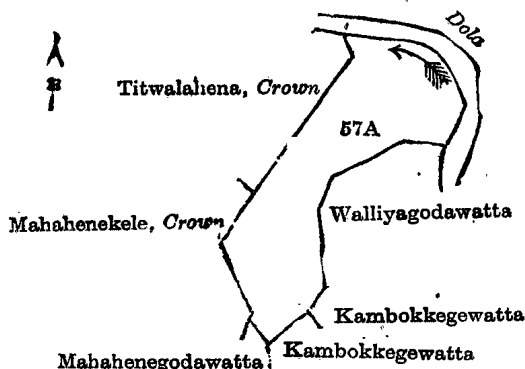 Dola
Titwalahena, Crown
57A
Walliyagodawatta
Mahahenekele, Crown
Kambokkegewatta
Kambokkegewatta
Mahahenegodawatta